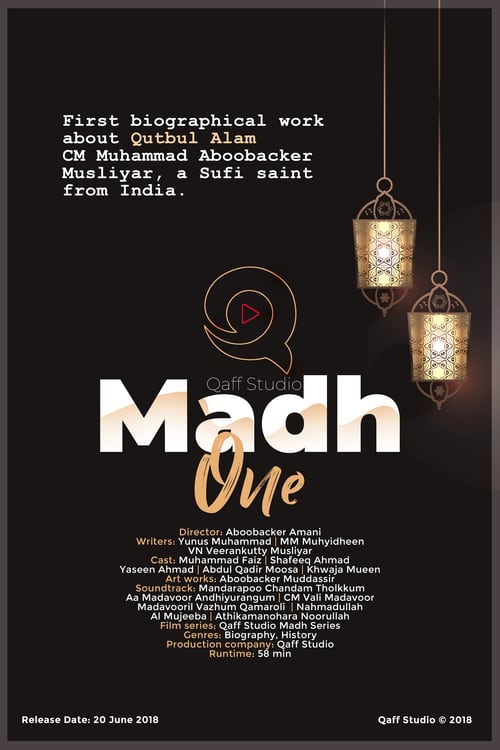 First biographical work
about Qutbul Alam
CM Muhammad Aboobacker
Musliyar, a Sufi saint
from India.
Qaff Studio
Madh
One
Director: Aboobacker Amani
Writers: Yunus Muhammad | MM Muhyidheen
VN Veerankutty Musliyar
Cast: Muhammad Faiz | Shafeeq Ahmad
Yaseen Ahmad | Abdul Qadir Moosa | Khwaja Mueen
Art works: Aboobacker Muddassir
Soundtrack: Mandarapoo Chandam Tholkkum
Aa Madavoor Andhiyurangum | CM Vali Madavoor
Madavooril Vazhum Qamaroli | Nahmadullah
Al Mujeeba | Athikamanohara Noorullah
Film series: Qaff Studio Madh Series
Genres: Biography, History
Production company: Qaff Studio
Runtime: 58 min
Release Date: 20 June 2018
Qaff Studio © 2018